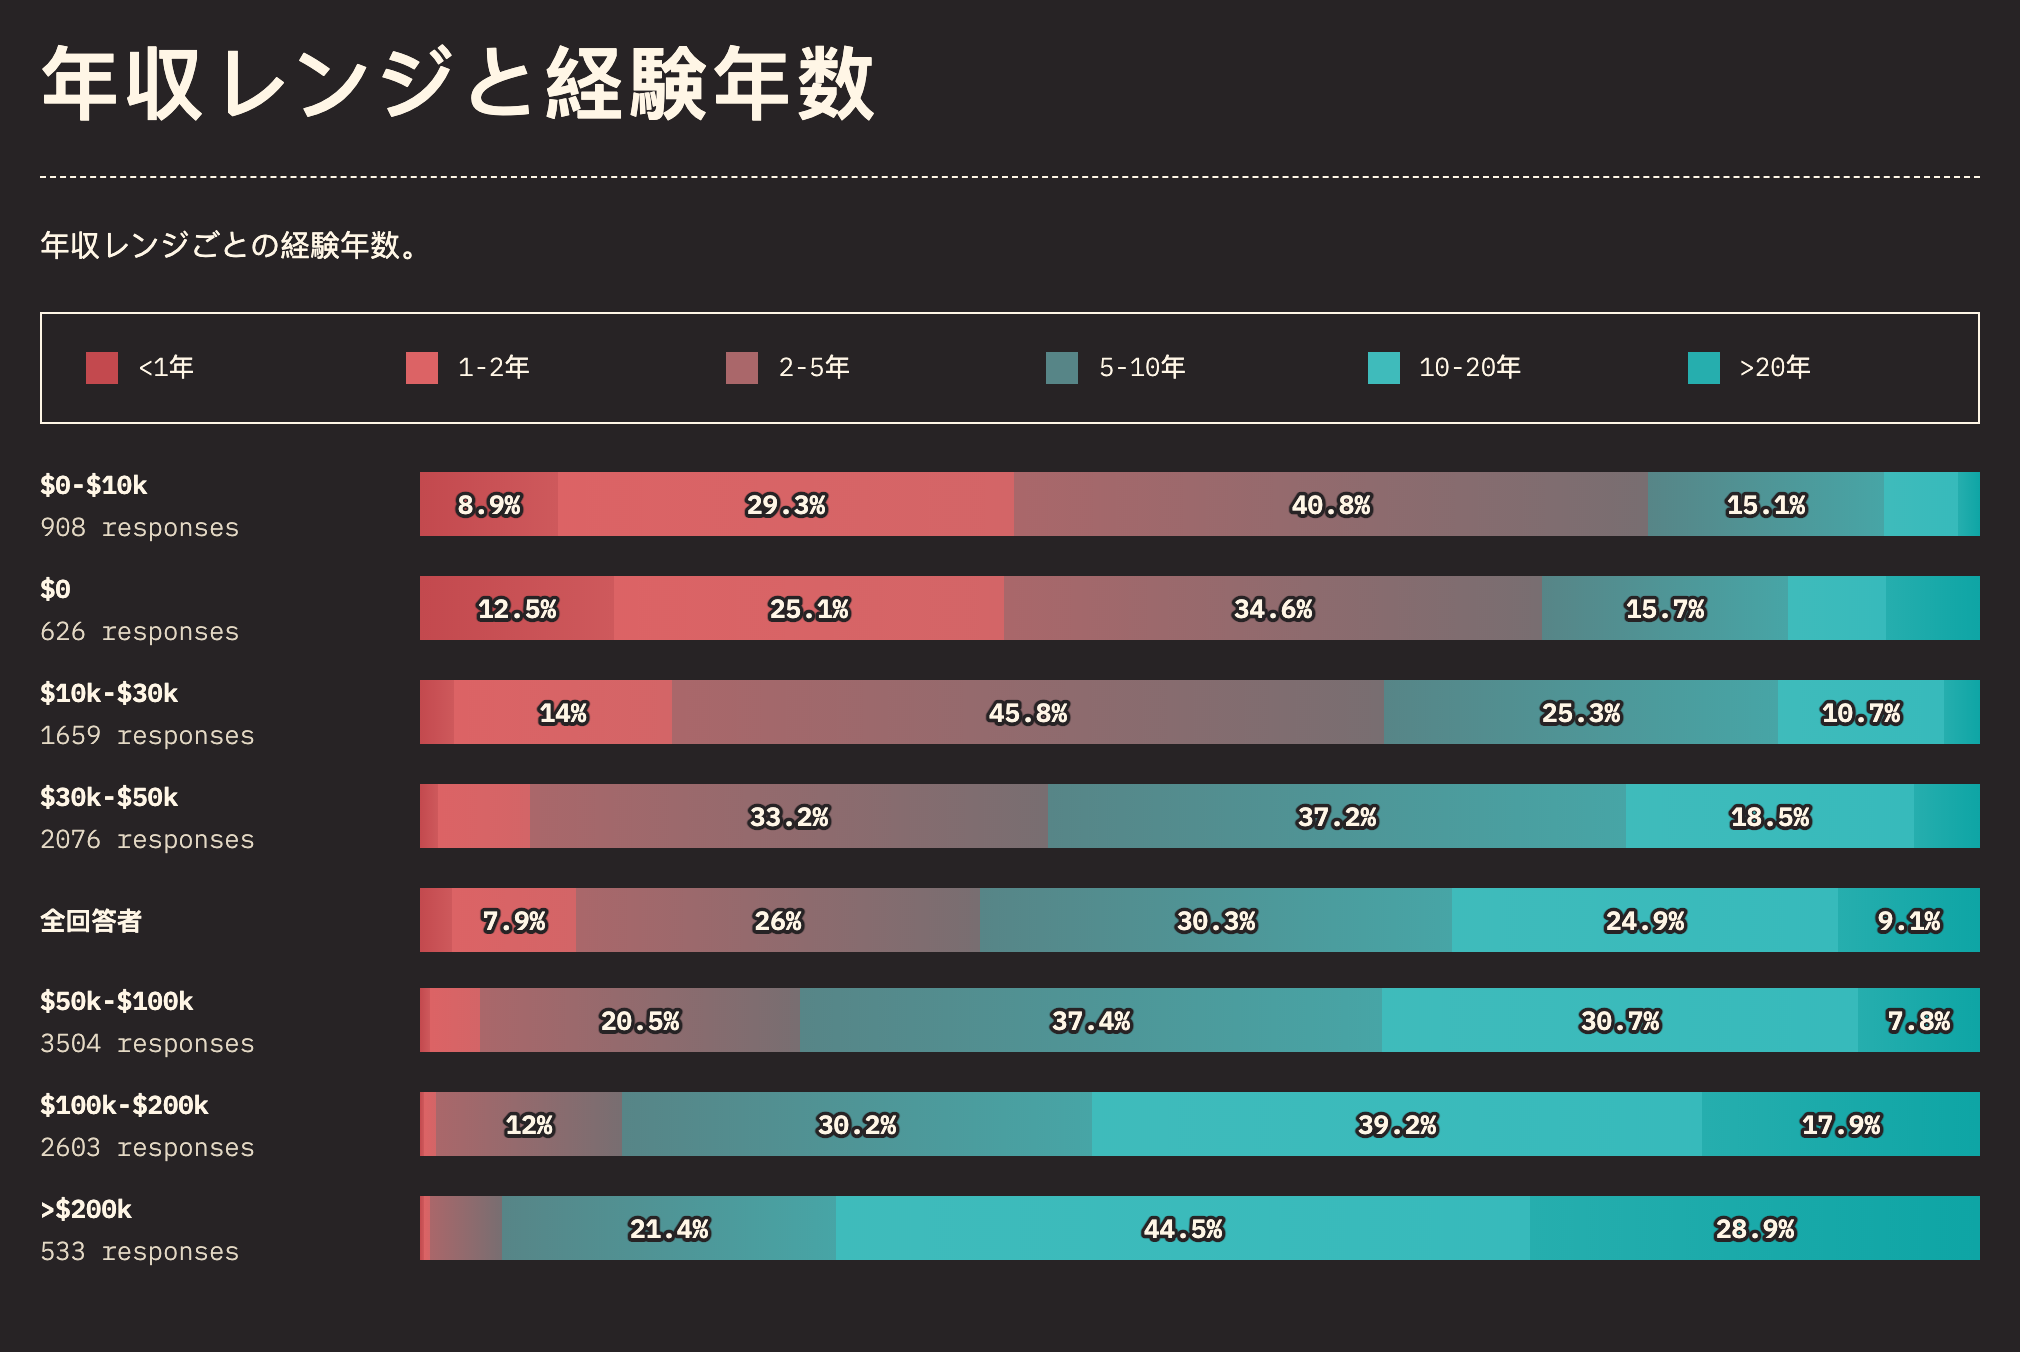 年収レンジと経験年数
年収レンジごとの経験年数。
<1年 1-2年 2-5年 5-10年 10-20年 >20年
$0-$10k
908 responses
8.9% 29.3% 40.8% 15.1%
$0
626 responses
12.5% 25.1% 34.6% 15.7%
$10k-$30k
1659 responses
14% 45.8% 25.3% 10.7%
$30k-$50k
2076 responses
33.2% 37.2% 18.5%
全回答者
7.9% 26% 30.3% 24.9% 9.1%
$50k-$100k
3504 responses
20.5% 37.4% 30.7% 7.8%
$100k-$200k
2603 responses
12% 30.2% 39.2% 17.9%
>$200k
533 responses
21.4% 44.5% 28.9%